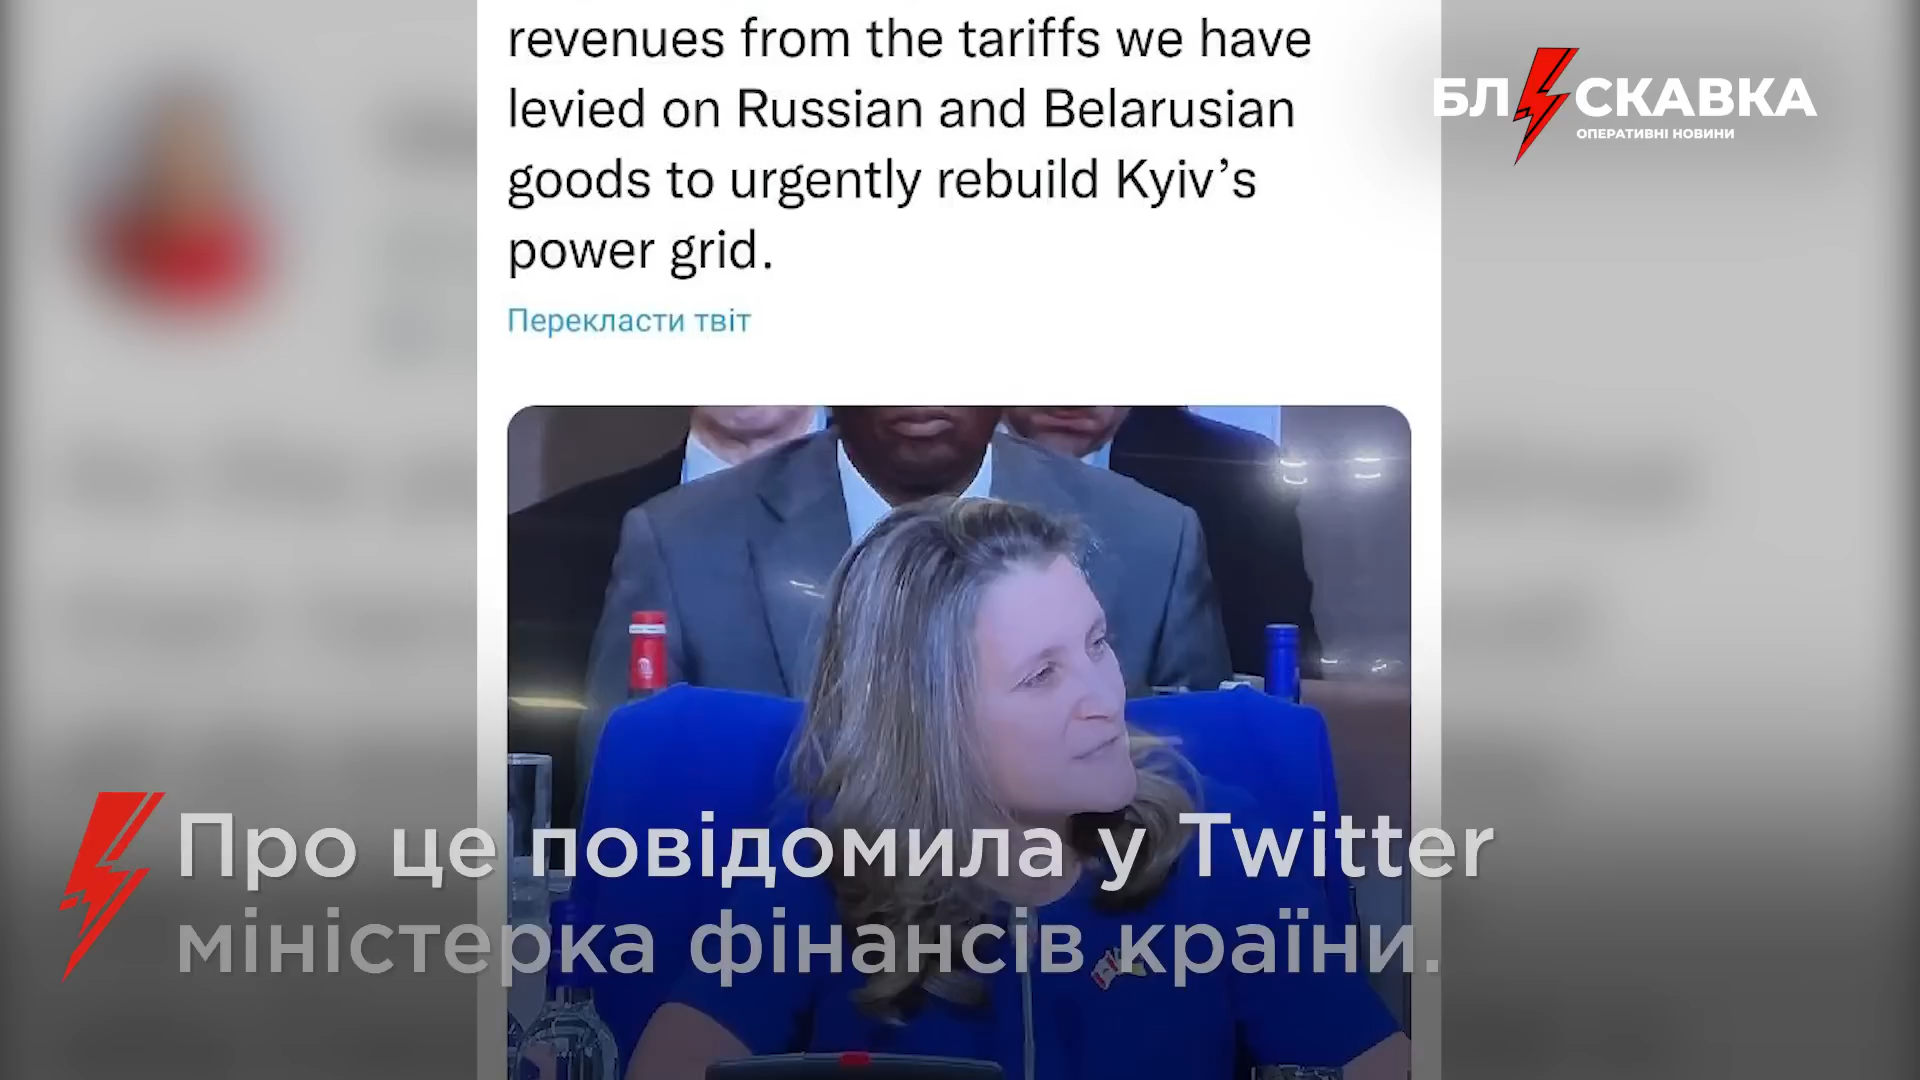 revenues from the tariffs we have
levied on Russian and Belarusian
goods to urgently rebuild Kyiv’s
power grid.
Перекласти твіт
БЛИСКАВКА
ОПЕРАТИВНІ НОВИНИ
Про це повідомила у Twitter
міністерка фінансів країни.